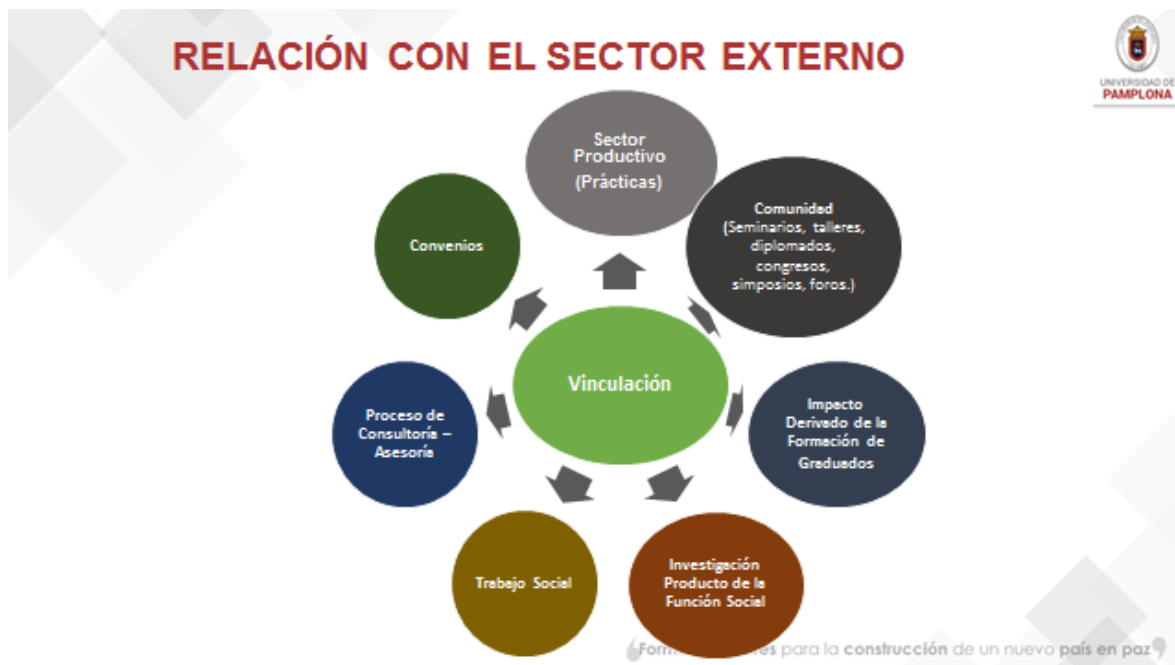 RELACIÓN CON EL SECTOR EXTERNO
UNIVERSIDAD DE
PAMPLONA
Sector
Productivo
(Prácticas)
Comunidad
(Seminarios, talleres,
diplomados,
congresos,
simposios, foros.)
Convenios
Vinculación
Impacto
Derivado de la
Formación de
Graduados
Proceso de
Consultoría –
Asesoría
Trabajo Social
Investigación
Producto de la
Función Social
para la construcción de un nuevo país en paz